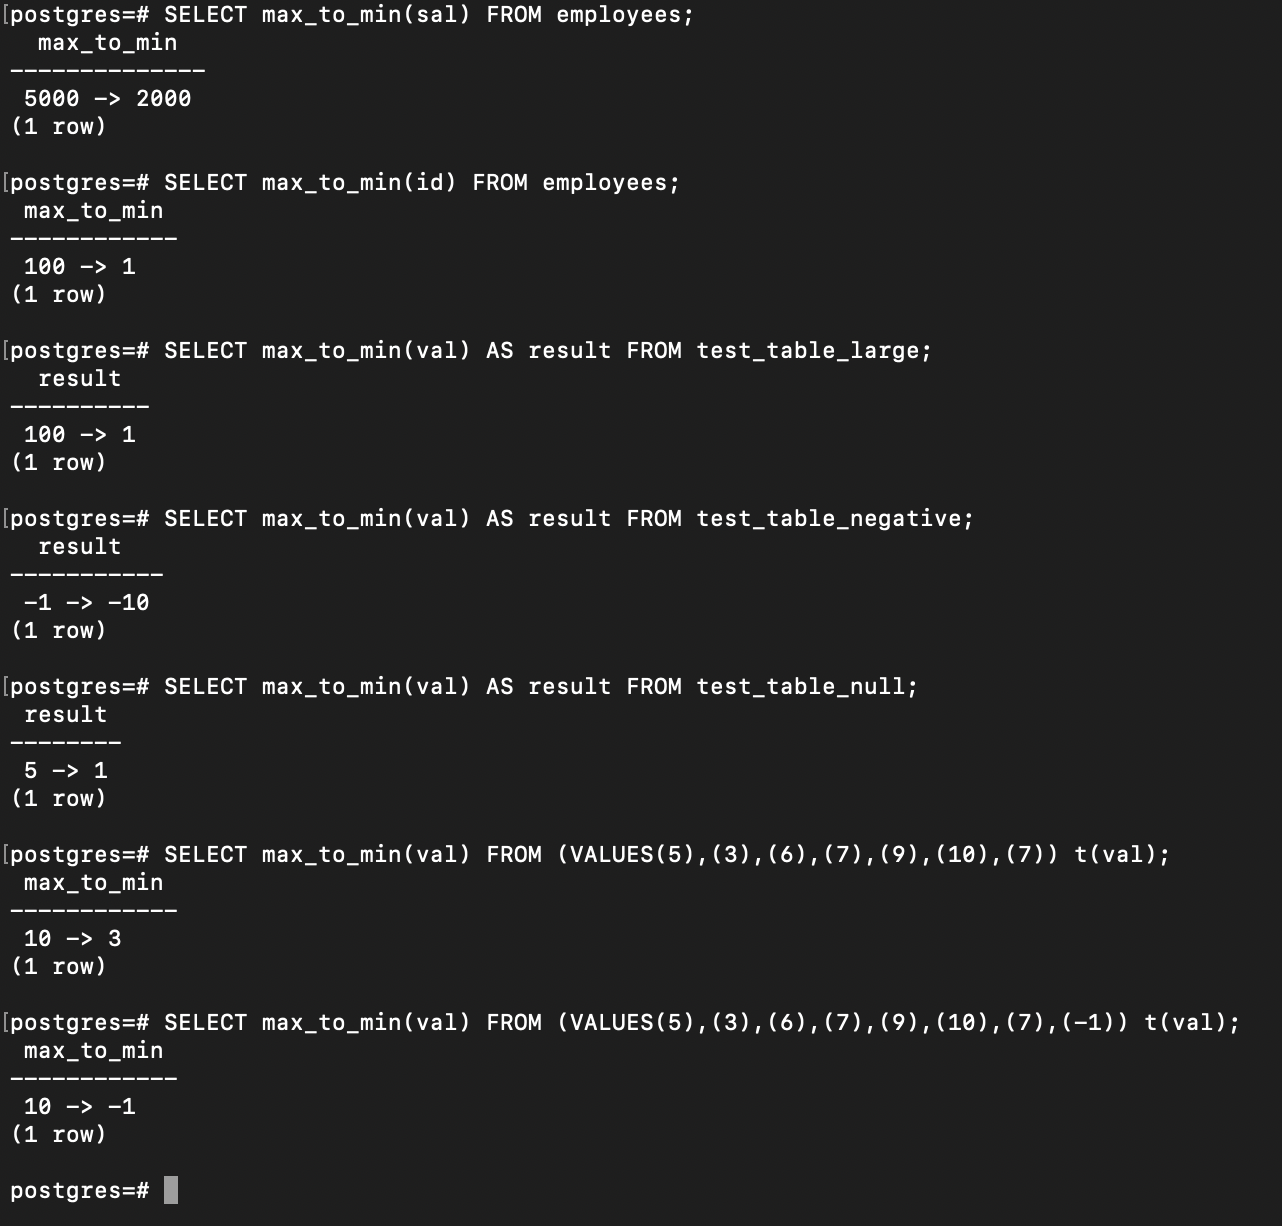 [postgres=# SELECT max_to_min(sal) FROM employees;
max_to_min
--------------
5000 -> 2000
(1 row)
[postgres=# SELECT max_to_min(id) FROM employees;
max_to_min
------------
100 -> 1
(1 row)
[postgres=# SELECT max_to_min(val) AS result FROM test_table_large;
result
----------
100 -> 1
(1 row)
[postgres=# SELECT max_to_min(val) AS result FROM test_table_negative;
result
-----------
-1 -> -10
(1 row)
[postgres=# SELECT max_to_min(val) AS result FROM test_table_null;
result
--------
5 -> 1
(1 row)
[postgres=# SELECT max_to_min(val) FROM (VALUES(5),(3),(6),(7),(9),(10),(7)) t(val);
max_to_min
------------
10 -> 3
(1 row)
[postgres=# SELECT max_to_min(val) FROM (VALUES(5),(3),(6),(7),(9),(10),(7),(-1)) t(val);
max_to_min
------------
10 -> -1
(1 row)
postgres=#